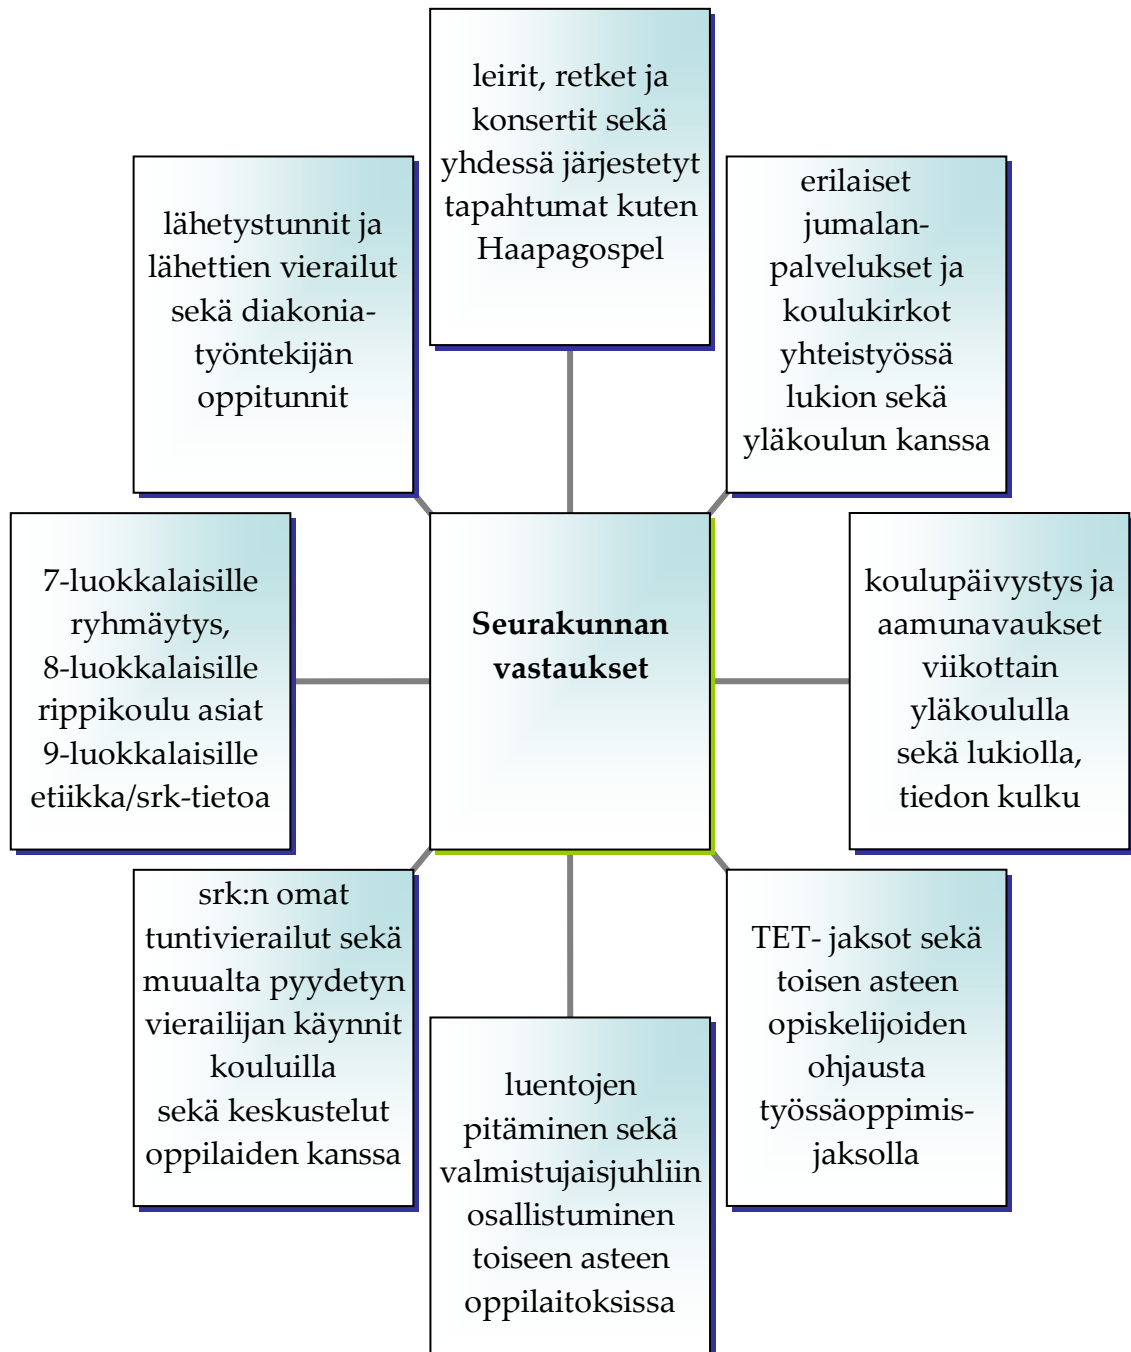 leirit, retket ja
konsertit sekä
yhdessä järjestetyt
tapahtumat kuten
Haapagospel
erilaiset
jumalan-
palvelukset ja
koulukirkot
yhteistyössä
lukion sekä
yläkoulun kanssa
koulupäivystys ja
aamunavaukset
viikottain
yläkoululla
sekä lukiolla,
tiedon kulku
TET- jaksot sekä
toisen asteen
opiskelijoiden
ohjausta
työssäoppimis-
jaksolla
luentojen
pitäminen sekä
valmistujaisjuhliin
osallistuminen
toiseen asteen
oppilaitoksissa
srk:n omat
tuntivierailut sekä
muualta pyydetyn
vierailijan käynnit
kouluilla
sekä keskustelut
oppilaiden kanssa
7-luokkalaisille
ryhmäytys,
8-luokkalaisille
rippikoulu asiat
9-luokkalaisille
etiikka/srk-tietoa
lähetystunnit ja
lähettien vierailut
sekä diakonia-
työntekijän
oppitunnit
Seurakunnan
vastaukset